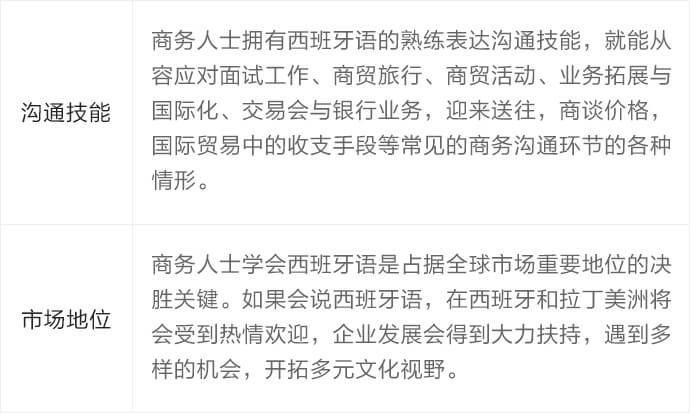 沟通技能
商务人士拥有西班牙语的熟练表达沟通技能，就能从
容应对面试工作、商贸旅行、商贸活动、业务拓展与
国际化、交易会与银行业务，迎来送往，商谈价格，
国际贸易中的收支手段等常见的商务沟通环节的各种
情形。
市场地位
商务人士学会西班牙语是占据全球市场重要地位的决
胜关键。如果会说西班牙语，在西班牙和拉丁美洲将
会受到热情欢迎，企业发展会得到大力扶持，遇到多
样的机会，开拓多元文化视野。